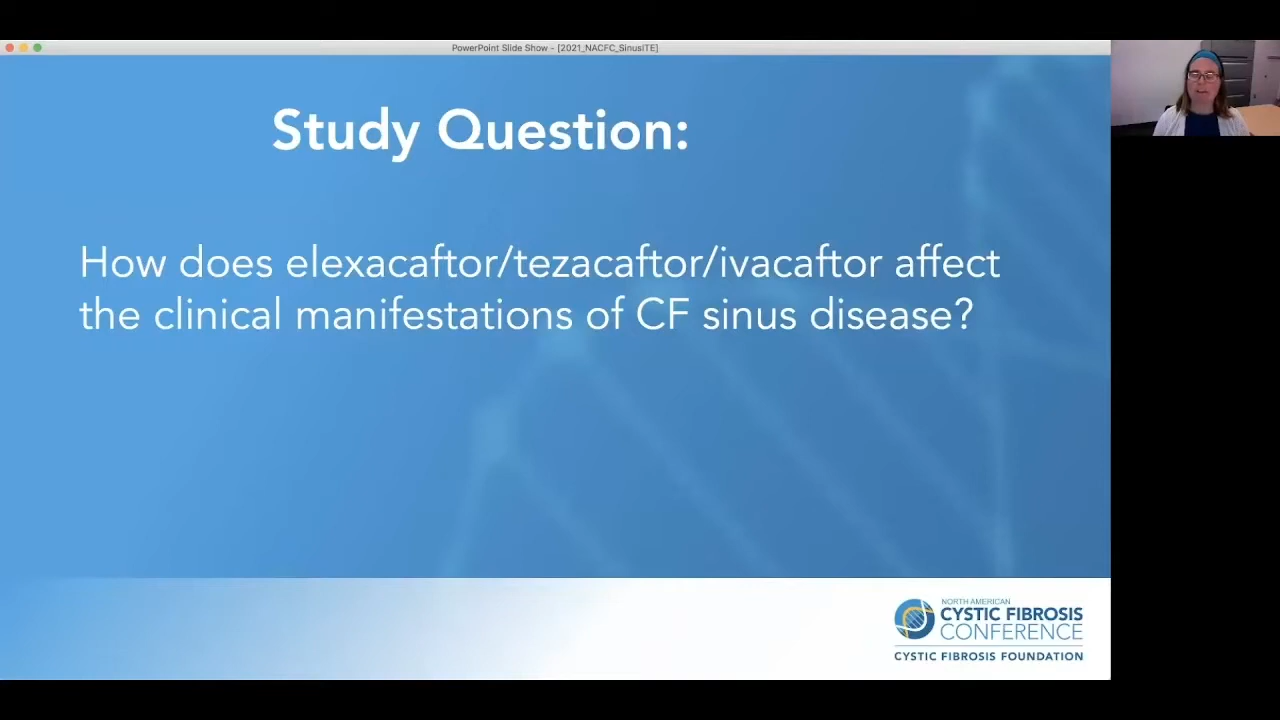 PowerPoint Slide Show - [2021_NACFC_SinusITE]
Study Question:
How does elexacaftor/tezacaftor/ivacaftor affect
the clinical manifestations of CF sinus disease?
NORTH AMERICAN
CYSTIC FIBROSIS
CONFERENCE
CYSTIC FIBROSIS FOUNDATION